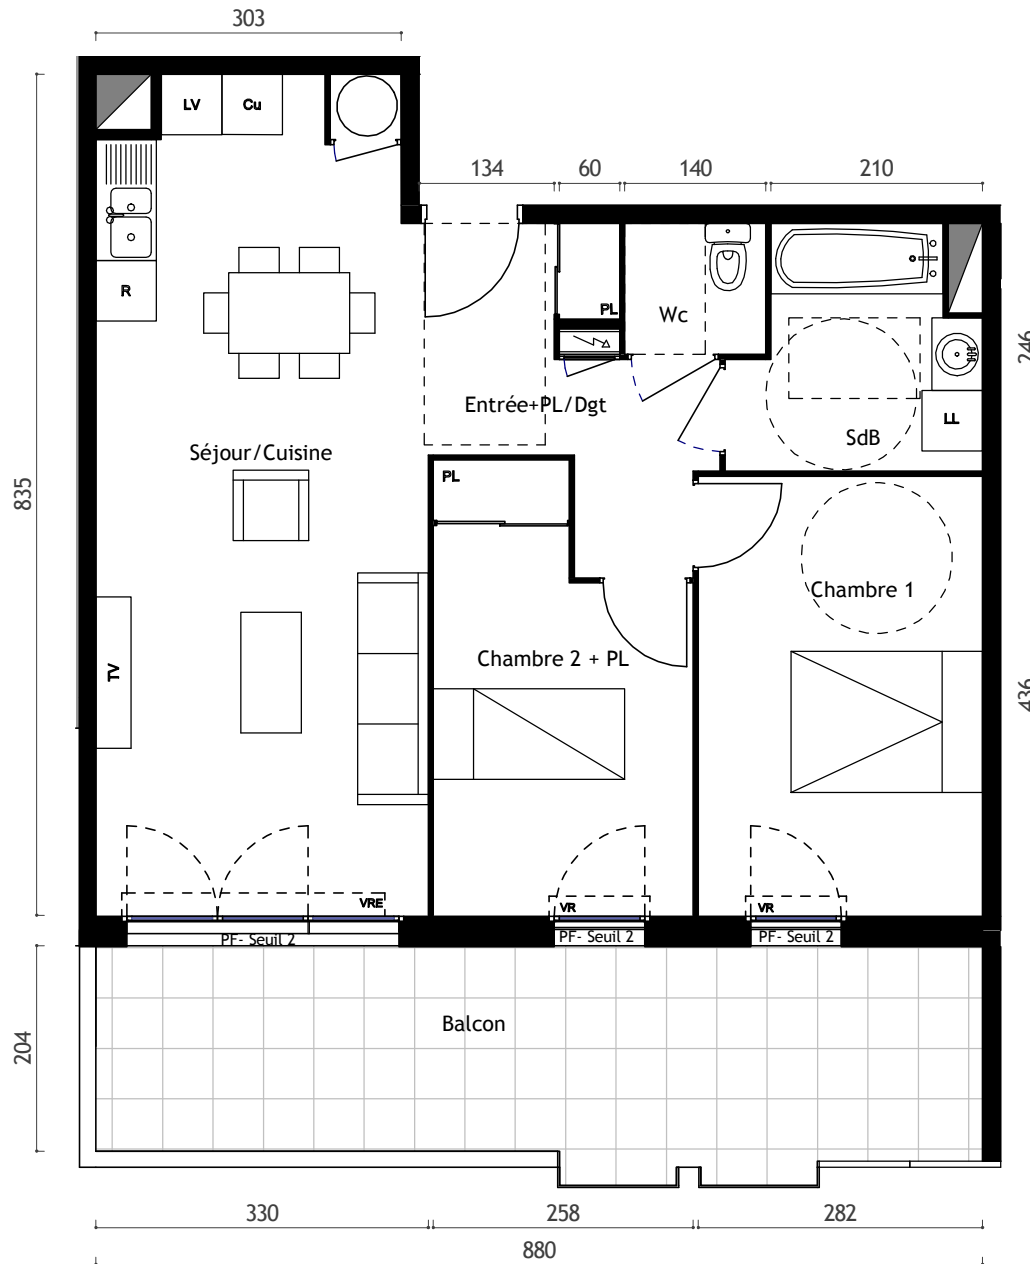 303
LV
Cu
134
60
140
210
R
PL
Wc
246
Entrée+PL/Dgt
LL
SdB
Séjour/Cuisine
PL
835
Chambre 1
Chambre 2 + PL
TV
436
VRE
VR
VR
PF- Seuil 2
PF- Seuil 2
PF- Seuil 2
Balcon
204
330
258
282
880